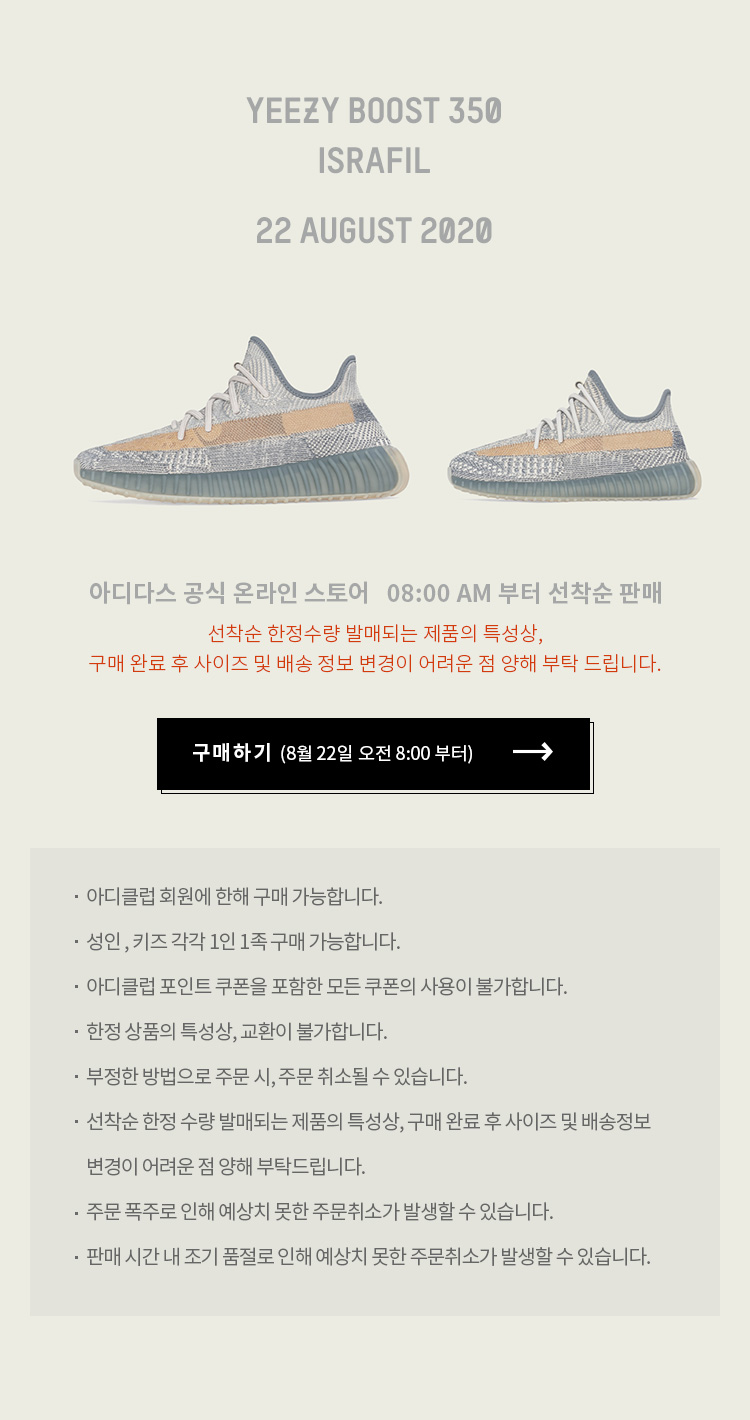 YEEZY BOOST 350
ISRAFIL
22 AUGUST 2020
아디다스 공식 온라인 스토어 08:00 AM 부터 선착순 판매
선착순 한정수량 발매되는 제품의 특성상,
구매 완료 후 사이즈 및 배송 정보 변경이 어려운 점 양해 부탁 드립니다.
구매하기 (8월 22일 오전 8:00 부터)
· 아디클럽 회원에 한해 구매 가능합니다.
· 성인 , 키즈 각각 1인 1족 구매 가능합니다.
· 아디클럽 포인트 쿠폰을 포함한 모든 쿠폰의 사용이 불가합니다.
· 한정 상품의 특성상, 교환이 불가합니다.
· 부정한 방법으로 주문 시, 주문 취소될 수 있습니다.
· 선착순 한정 수량 발매되는 제품의 특성상, 구매 완료 후 사이즈 및 배송정보
변경이 어려운 점 양해 부탁드립니다.
· 주문 폭주로 인해 예상치 못한 주문취소가 발생할 수 있습니다.
· 판매 시간 내 조기 품절로 인해 예상치 못한 주문취소가 발생할 수 있습니다.